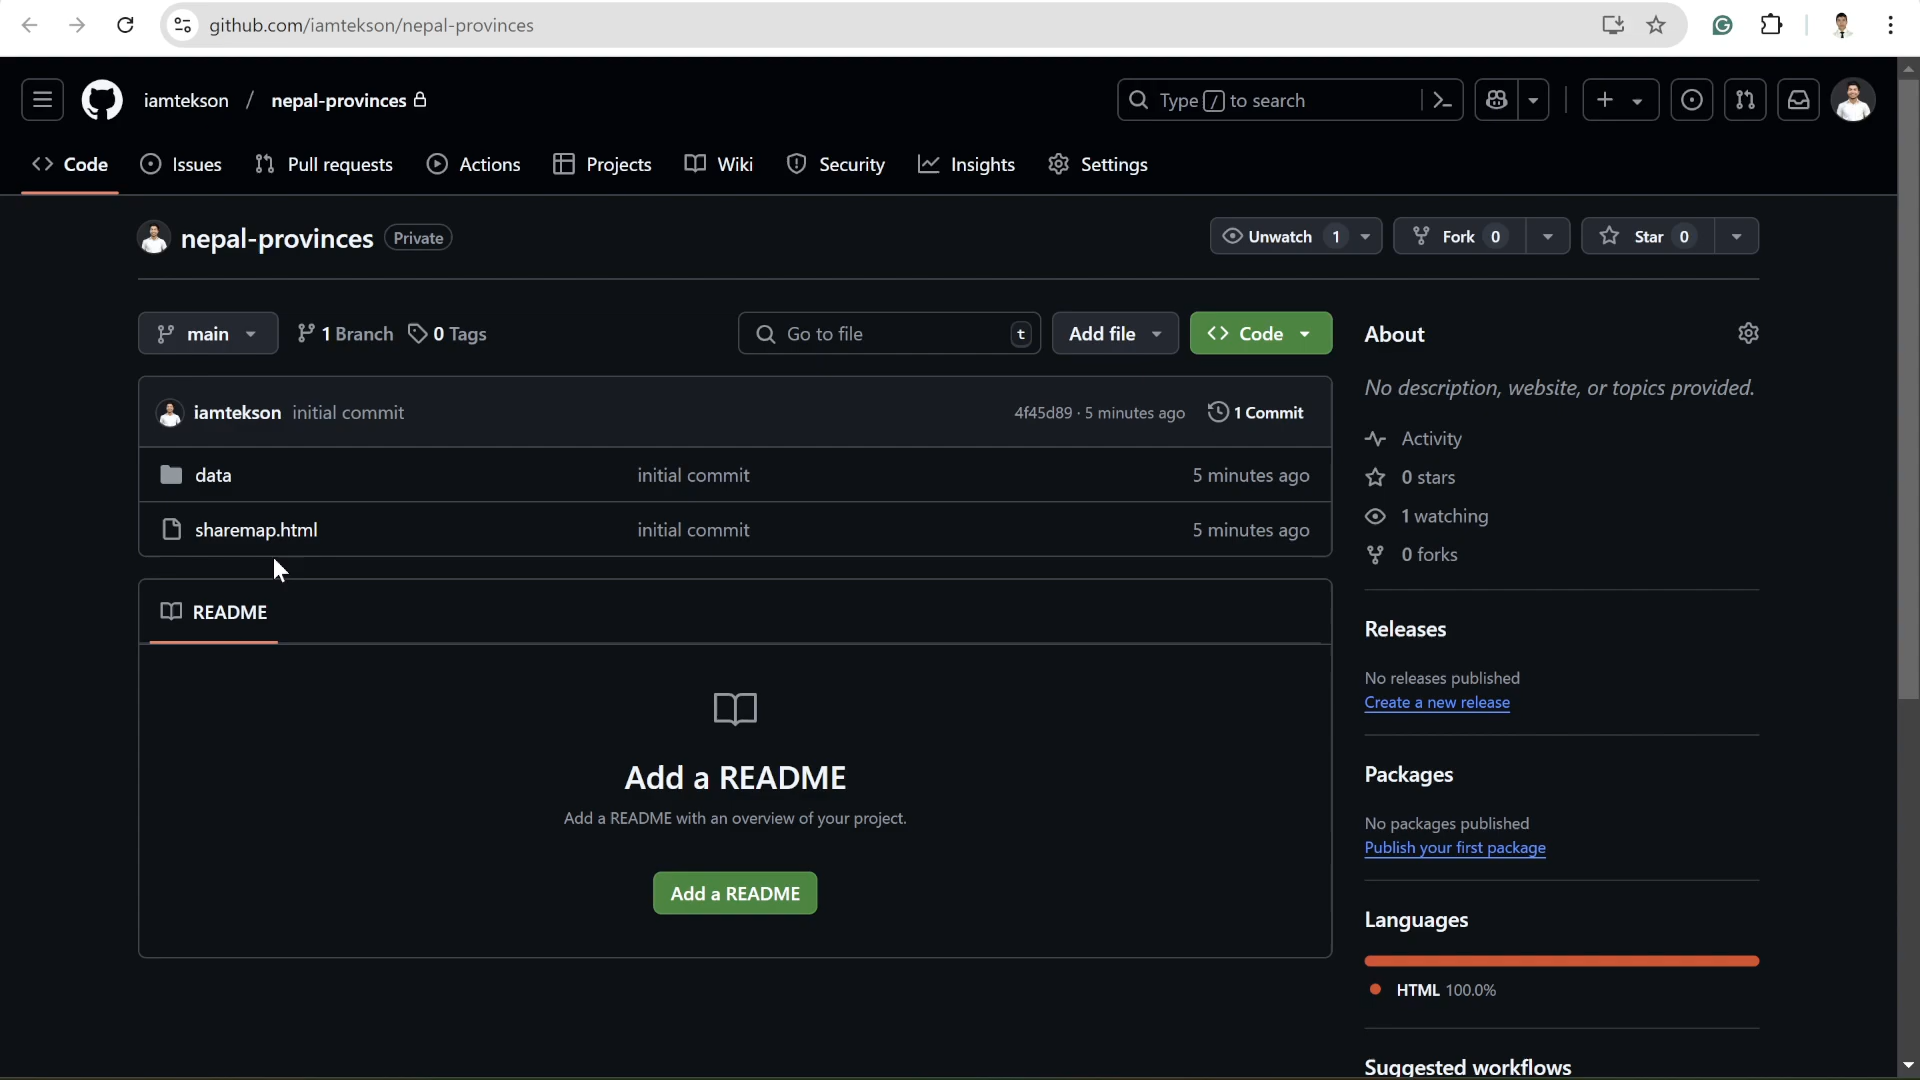 github.com/iamtekson/nepal-provinces
iamtekson / nepal-provinces
Type / to search
Code Issues Pull requests Actions Projects Wiki Security Insights Settings
nepal-provinces Private
Unwatch 1 Fork 0 Star 0
main 1 Branch 0 Tags Go to file t Add file Code
About
No description, website, or topics provided.
iamtekson initial commit 4f45d89 · 5 minutes ago 1 Commit
Activity
data initial commit 5 minutes ago
0 stars
sharemap.html initial commit 5 minutes ago
1 watching
0 forks
README
Releases
No releases published
Create a new release
Add a README
Add a README with an overview of your project.
Add a README
Packages
No packages published
Publish your first package
Languages
HTML 100.0%
Suggested workflows